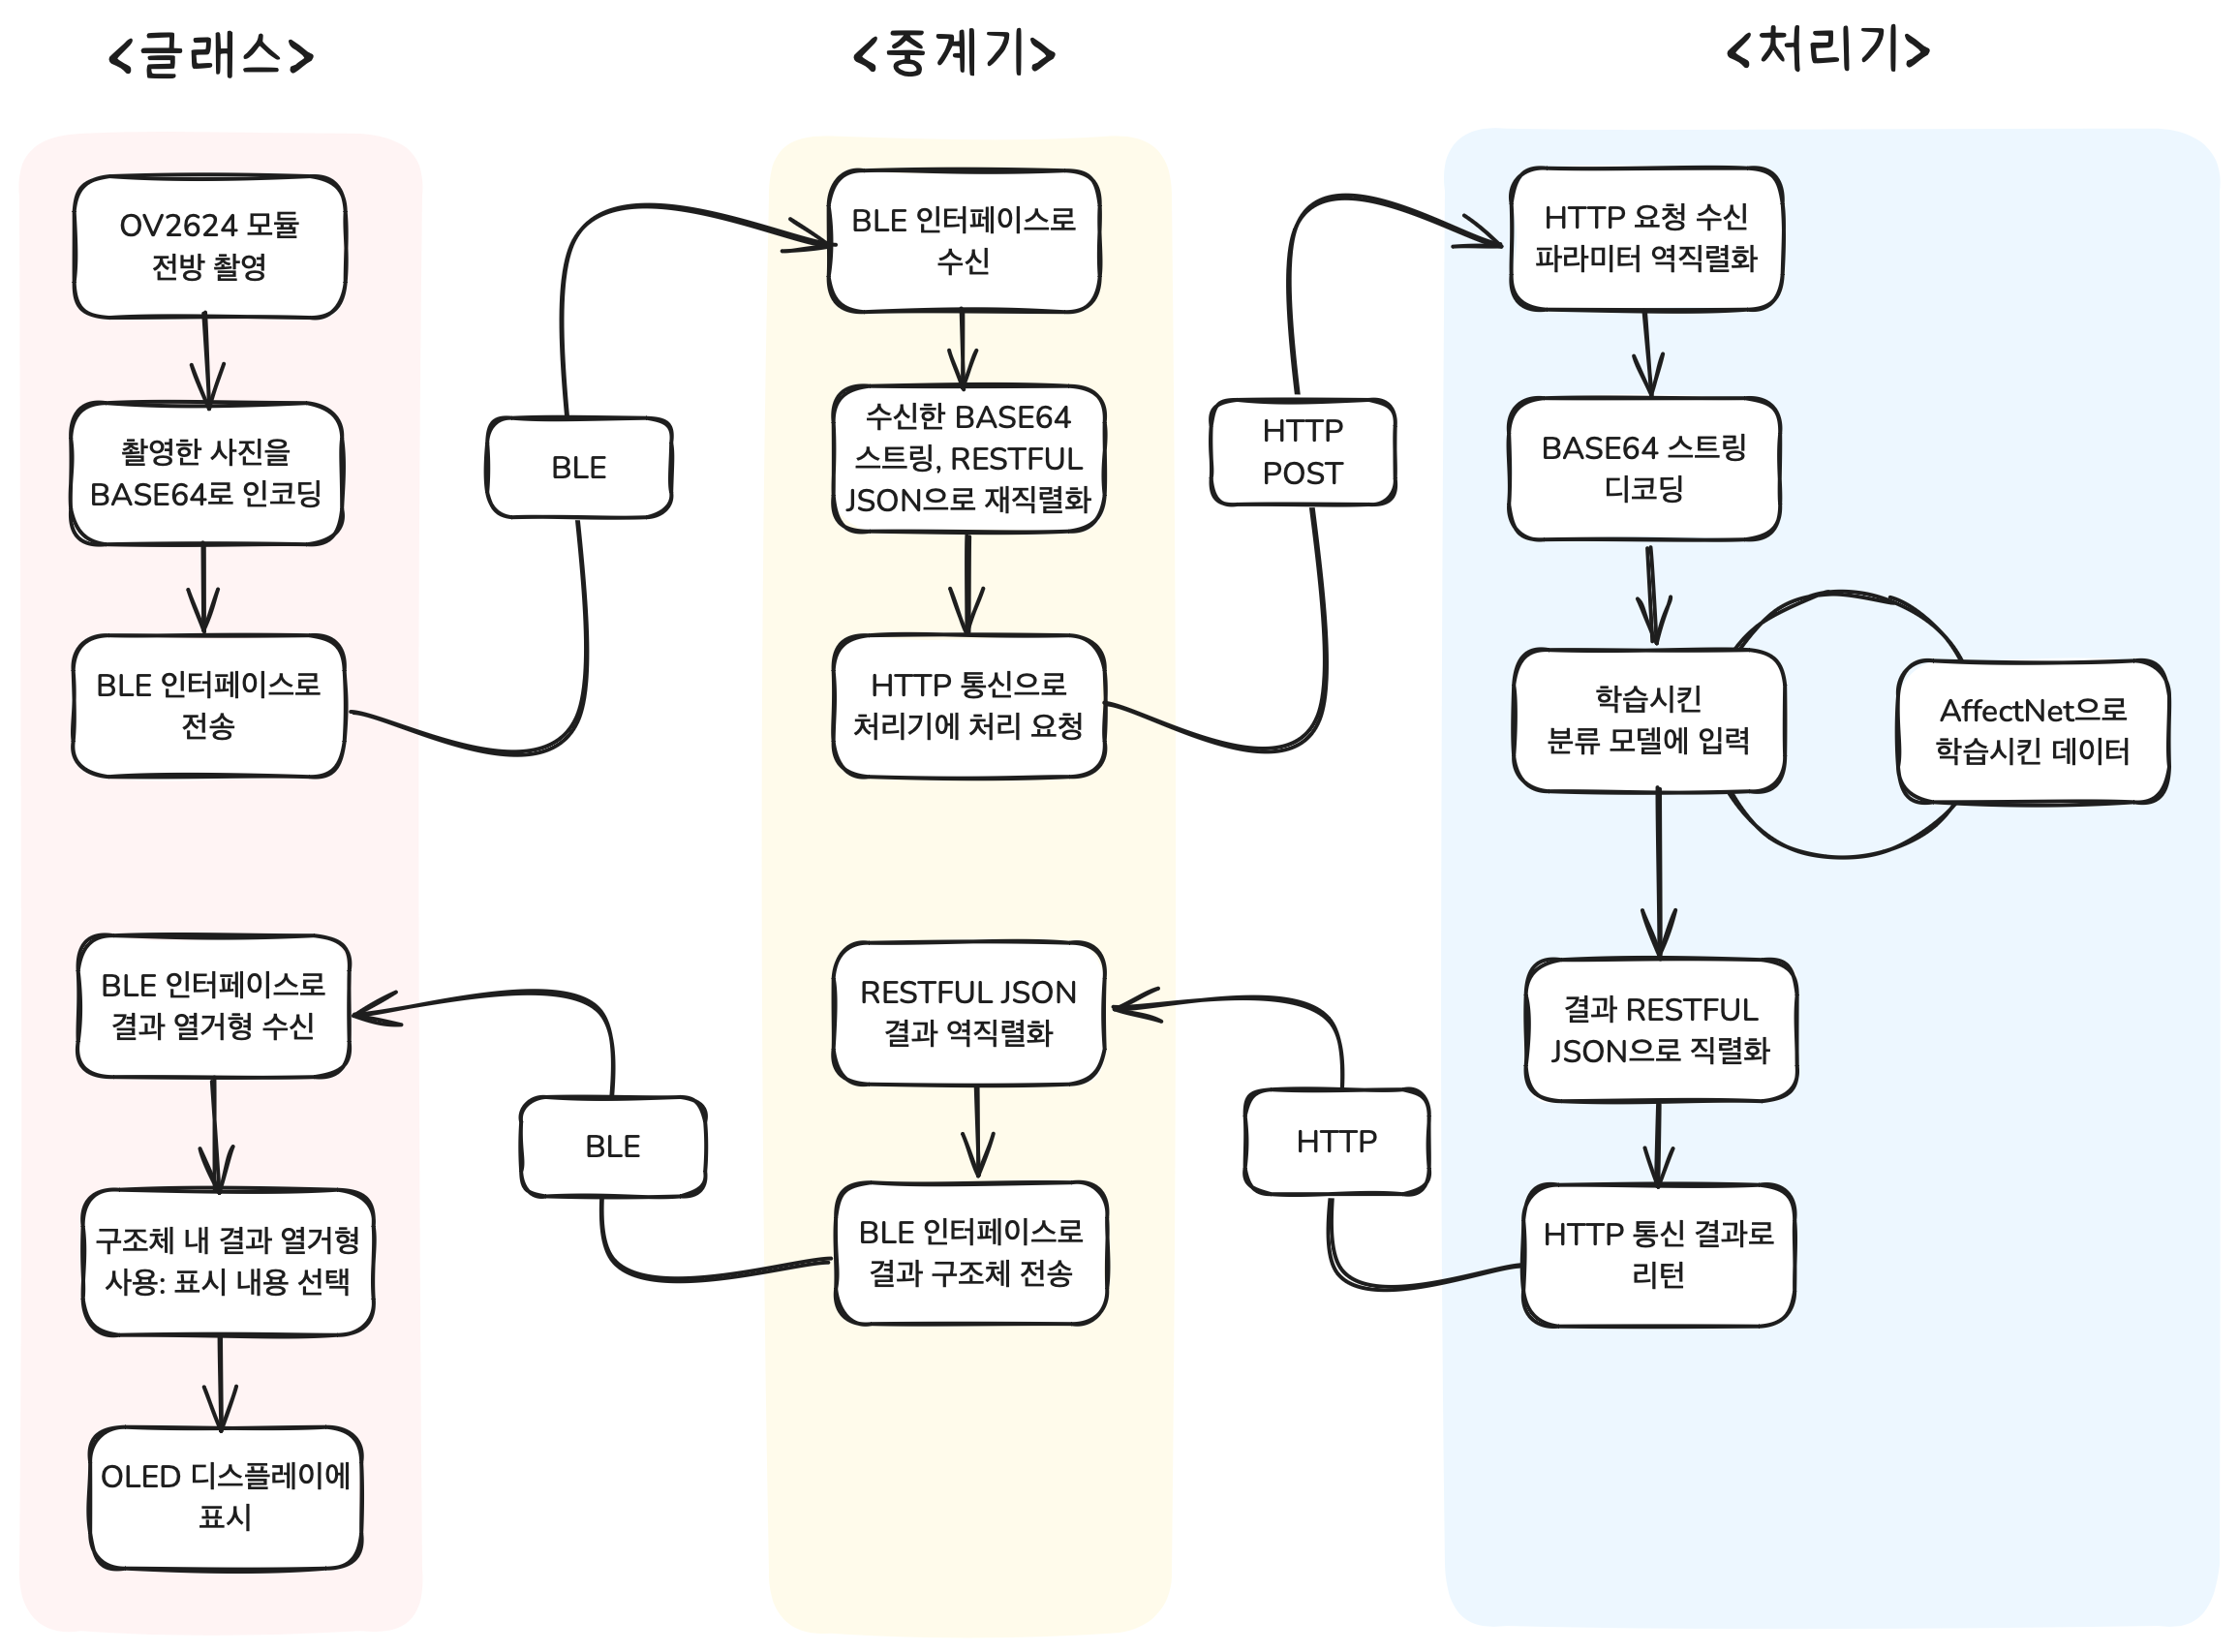 <글래스>
OV2624 모듈
전방 촬영
촬영한 사진을
BASE64로 인코딩
BLE 인터페이스로
전송
BLE
<중계기>
BLE 인터페이스로
수신
수신한 BASE64
스트링, RESTFUL
JSON으로 재직렬화
HTTP 통신으로
처리기에 처리 요청
HTTP
POST
<처리기>
HTTP 요청 수신
파라미터 역직렬화
BASE64 스트링
디코딩
학습시킨
분류 모델에 입력
AffectNet으로
학습시킨 데이터
결과 RESTFUL
JSON으로 직렬화
HTTP 통신 결과로
리턴
HTTP
RESTFUL JSON
결과 역직렬화
BLE 인터페이스로
결과 구조체 전송
BLE
BLE 인터페이스로
결과 열거형 수신
구조체 내 결과 열거형
사용: 표시 내용 선택
OLED 디스플레이에
표시